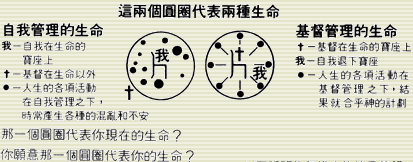 這兩個圓圈代表兩種生命
自我管理的生命
我─自我在生命的
寶座上
✝─基督在生命以外
●─人生的各項活動
在自我管理之下,
時常產生各種的混亂和不安
我
✝
我
基督管理的生命
✝─基督在生命的寶座上
我─自我退下寶座
●─人生的各項活動在
基督管理之下,結
果就合乎神的計劃
那一個圓圈代表你現在的生命?
你願意那一個圓圈代表你的生命?